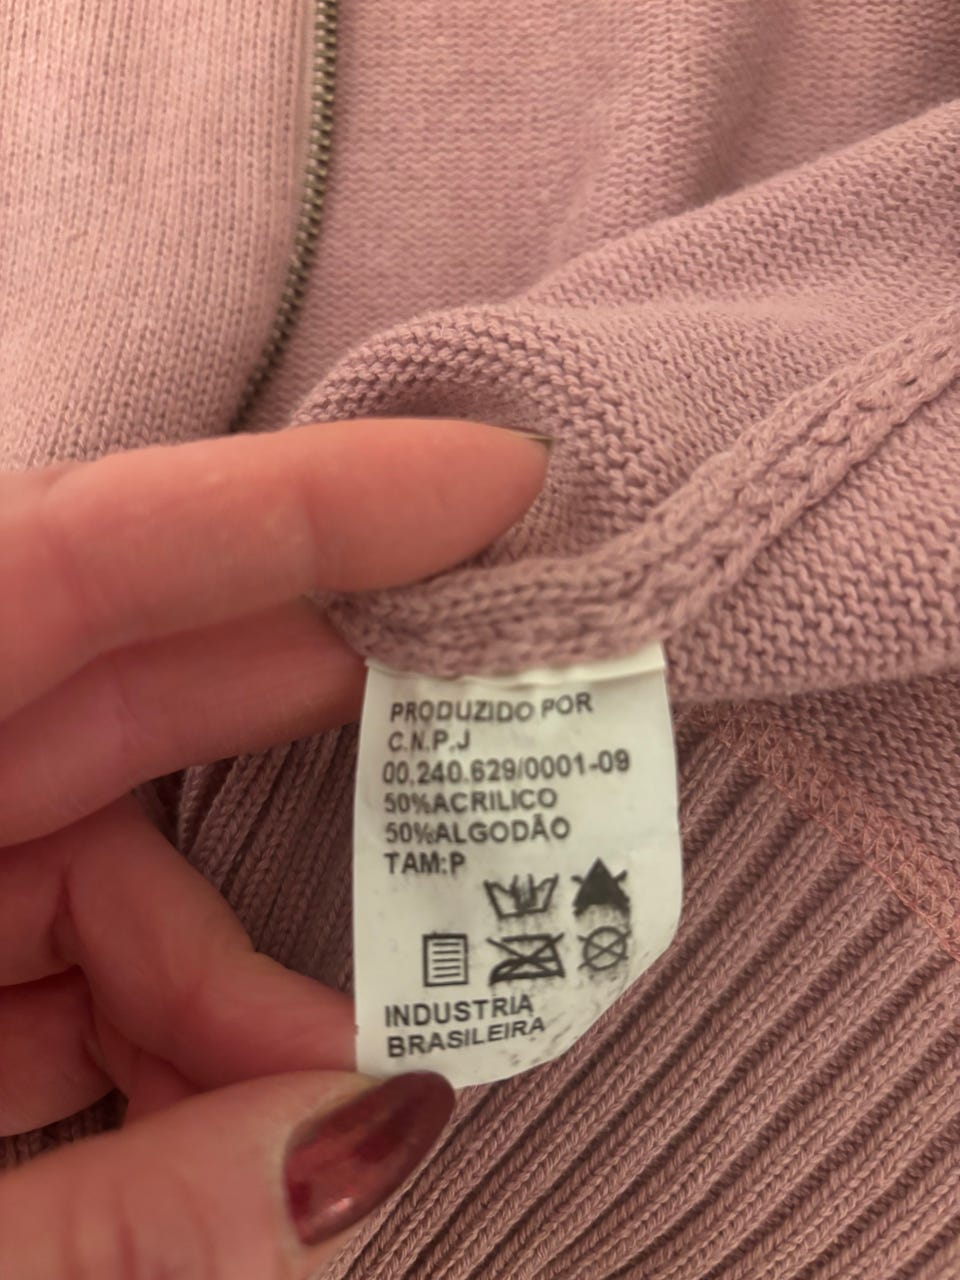 PRODUZIDO POR
C.N.P.J
00.240.629/0001-09
50%ACRILICO
50%ALGODÃO
TAM:P
INDUSTRIA
BRASILEIRA